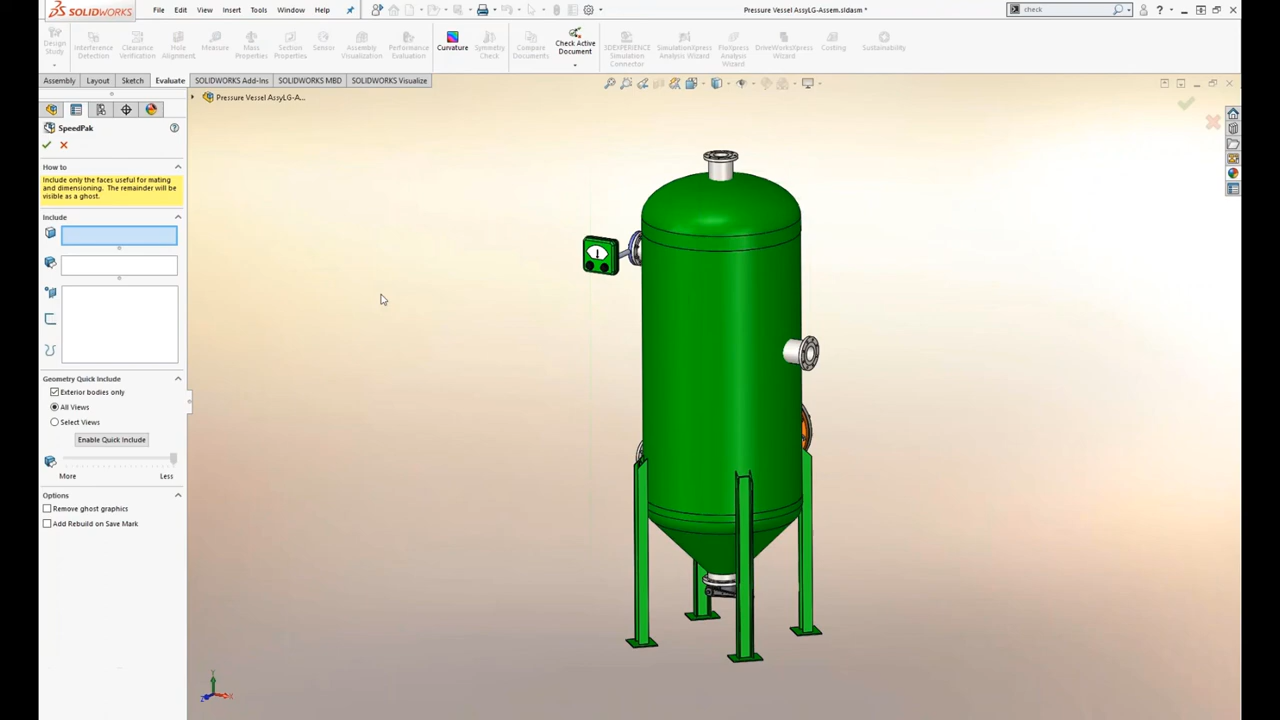 SOLIDWORKS File Edit View Insert Tools Window Help Pressure Vessel AssyLG-Assem.sldasm * check
Design Study
Interference Detection
Clearance Verification
Hole Alignment
Measure
Mass Properties
Section Properties
Sensor
Assembly Visualization
Performance Evaluation
Curvature
Symmetry Check
Compare Documents
Check Active Document
3DEXPERIENCE Simulation Connector
SimulationXpress Analysis Wizard
FloXpress Analysis Wizard
DriveWorksXpress Wizard
Costing
Sustainability
Assembly Layout Sketch Evaluate SOLIDWORKS Add-Ins SOLIDWORKS MBD SOLIDWORKS Visualize
Pressure Vessel AssyLG-A...
SpeedPak
How to
Include only the faces useful for mating
and dimensioning. The remainder will be
visible as a ghost.
Include
Geometry Quick Include
Exterior bodies only
All Views
Select Views
Enable Quick Include
More Less
Options
Remove ghost graphics
Add Rebuild on Save Mark
Y
X
Z